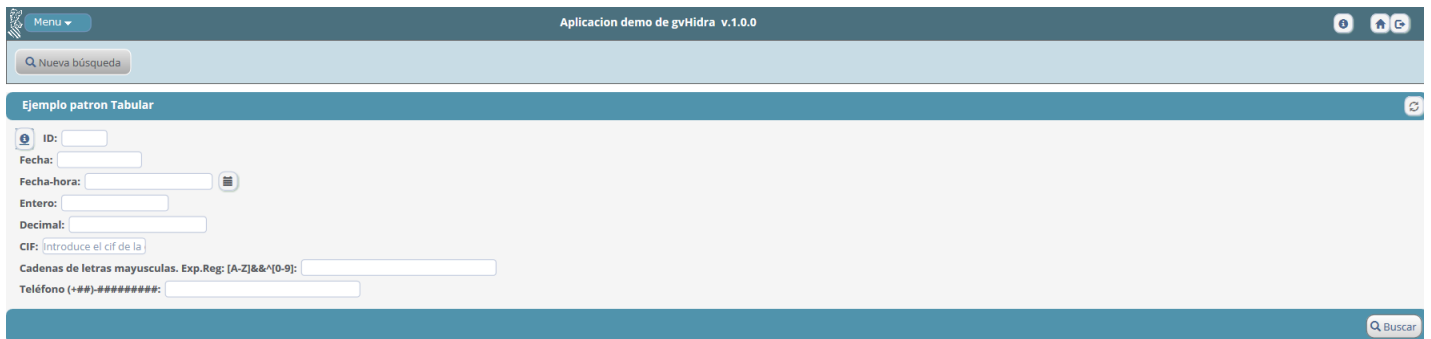 Menu Aplicacion demo de gvHidra v.1.0.0
Nueva búsqueda
Ejemplo patron Tabular
ID:
Fecha:
Fecha-hora:
Entero:
Decimal:
CIF: Introduce el cif de la
Cadenas de letras mayusculas. Exp.Reg: [A-Z]&&^[0-9]:
Teléfono (+##)-#########:
Buscar